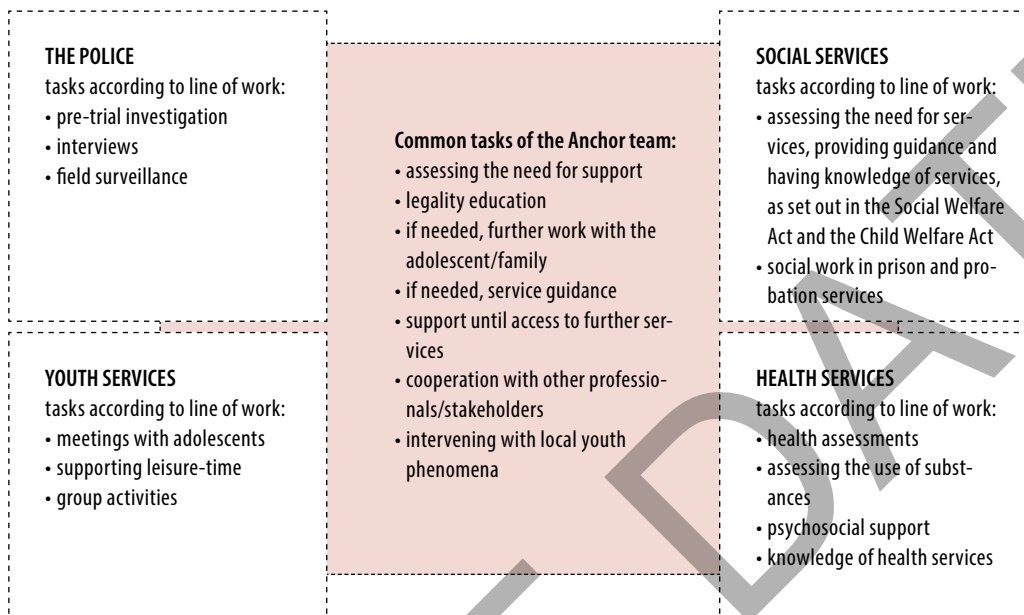 THE POLICE
tasks according to line of work:
• pre-trial investigation
• interviews
• field surveillance
Common tasks of the Anchor team:
• assessing the need for support
• legality education
• if needed, further work with the
adolescent/family
• if needed, service guidance
• support until access to further ser-
vices
• cooperation with other professio-
nals/stakeholders
• intervening with local youth
phenomena
SOCIAL SERVICES
tasks according to line of work:
• assessing the need for ser-
vices, providing guidance and
having knowledge of services,
as set out in the Social Welfare
Act and the Child Welfare Act
• social work in prison and pro-
bation services
YOUTH SERVICES
tasks according to line of work:
• meetings with adolescents
• supporting leisure-time
• group activities
HEALTH SERVICES
tasks according to line of work:
• health assessments
• assessing the use of subst-
ances
• psychosocial support
• knowledge of health services
DAT